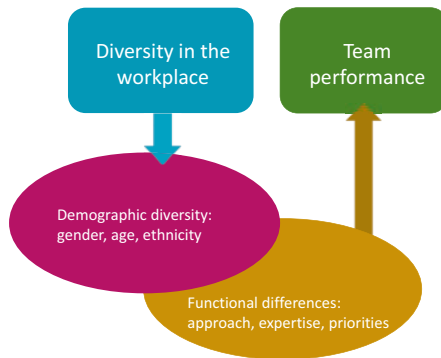 Diversity in the
workplace
Team
performance
Demographic diversity:
gender, age, ethnicity
Functional differences:
approach, expertise, priorities